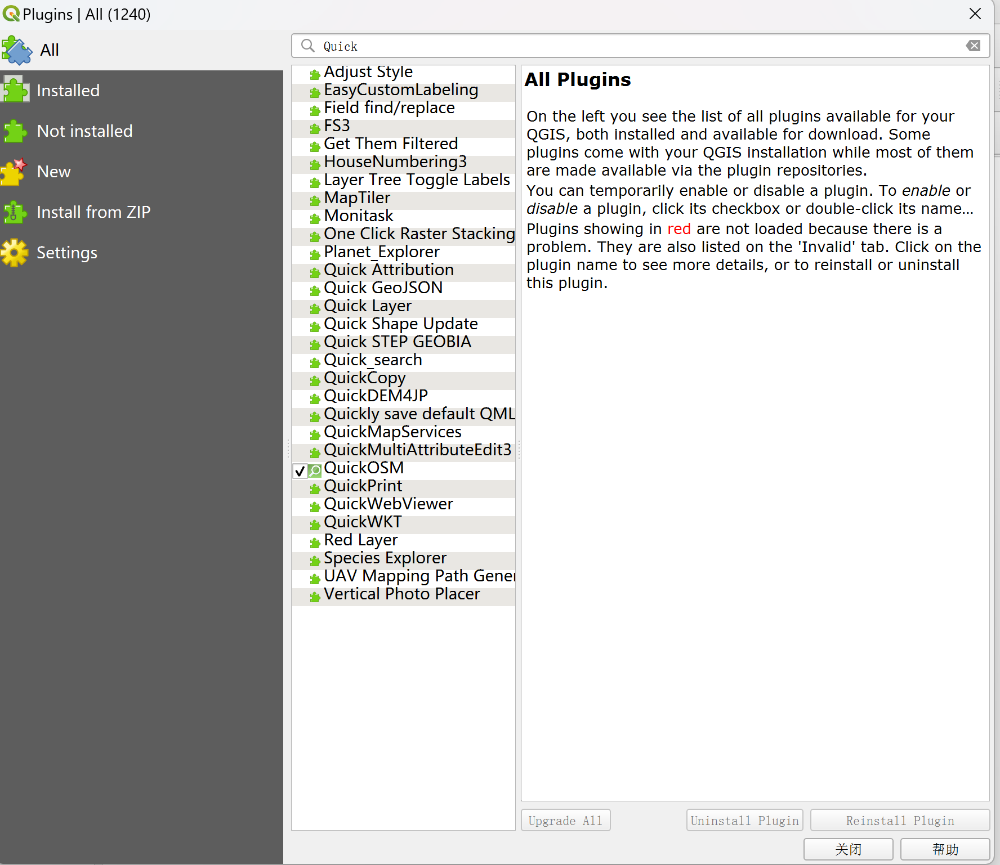 Plugins | All (1240)
All
Installed
Not installed
New
Install from ZIP
Settings
Quick
Adjust Style
EasyCustomLabeling
Field find/replace
FS3
Get Them Filtered
HouseNumbering3
Layer Tree Toggle Labels
MapTiler
Monitask
One Click Raster Stacking
Planet_Explorer
Quick Attribution
Quick GeoJSON
Quick Layer
Quick Shape Update
Quick STEP GEOBIA
Quick_search
QuickCopy
QuickDEM4JP
Quickly save default QML
QuickMapServices
QuickMultiAttributeEdit3
QuickOSM
QuickPrint
QuickWebViewer
QuickWKT
Red Layer
Species Explorer
UAV Mapping Path Gener
Vertical Photo Placer
All Plugins
On the left you see the list of all plugins available for your
QGIS, both installed and available for download. Some
plugins come with your QGIS installation while most of them
are made available via the plugin repositories.
You can temporarily enable or disable a plugin. To enable or
disable a plugin, click its checkbox or double-click its name...
Plugins showing in red are not loaded because there is a
problem. They are also listed on the 'Invalid' tab. Click on the
plugin name to see more details, or to reinstall or uninstall
this plugin.
Upgrade All
Uninstall Plugin
Reinstall Plugin
关闭
帮助